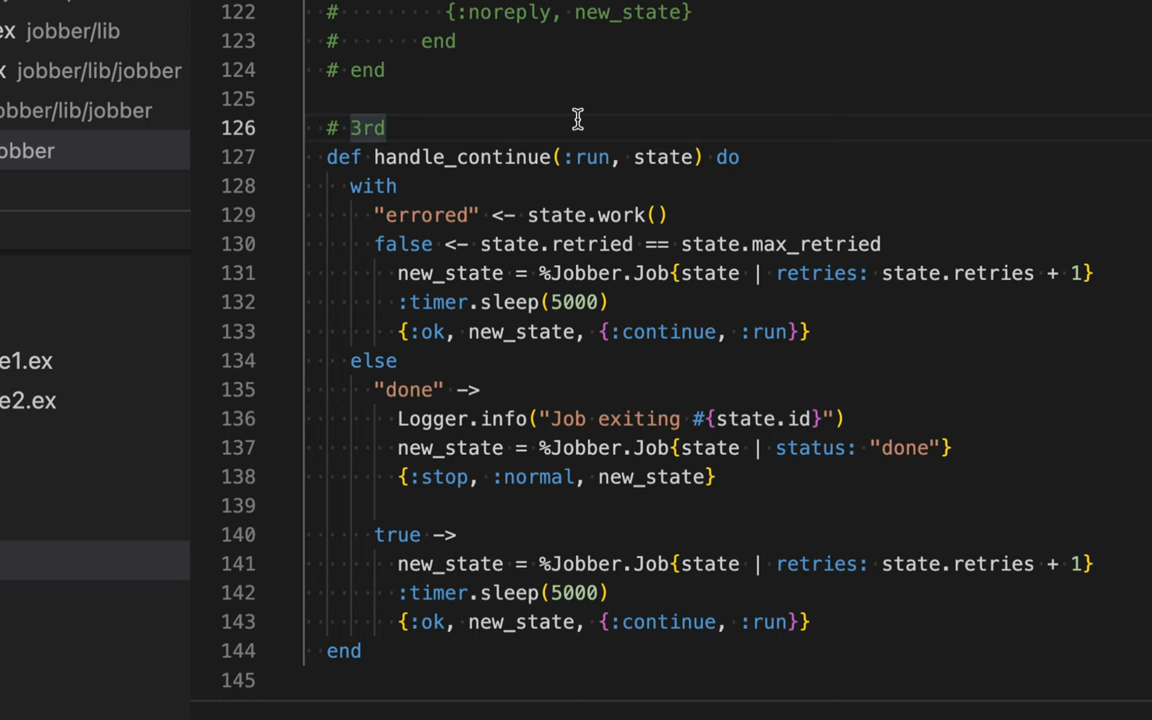 ex jobber/lib
x jobber/lib/jobber
obber/lib/jobber
obber
e1.ex
e2.ex
122 # {:noreply, new_state}
123 # end
124 # end
125
126 # 3rd
127 def handle_continue(:run, state) do
128 with
129 "errored" <- state.work()
130 false <- state.retried == state.max_retried
131 new_state = %Jobber.Job{state | retries: state.retries + 1}
132 :timer.sleep(5000)
133 {:ok, new_state, {:continue, :run}}
134 else
135 "done" ->
136 Logger.info("Job exiting #{state.id}")
137 new_state = %Jobber.Job{state | status: "done"}
138 {:stop, :normal, new_state}
139
140 true ->
141 new_state = %Jobber.Job{state | retries: state.retries + 1}
142 :timer.sleep(5000)
143 {:ok, new_state, {:continue, :run}}
144 end
145